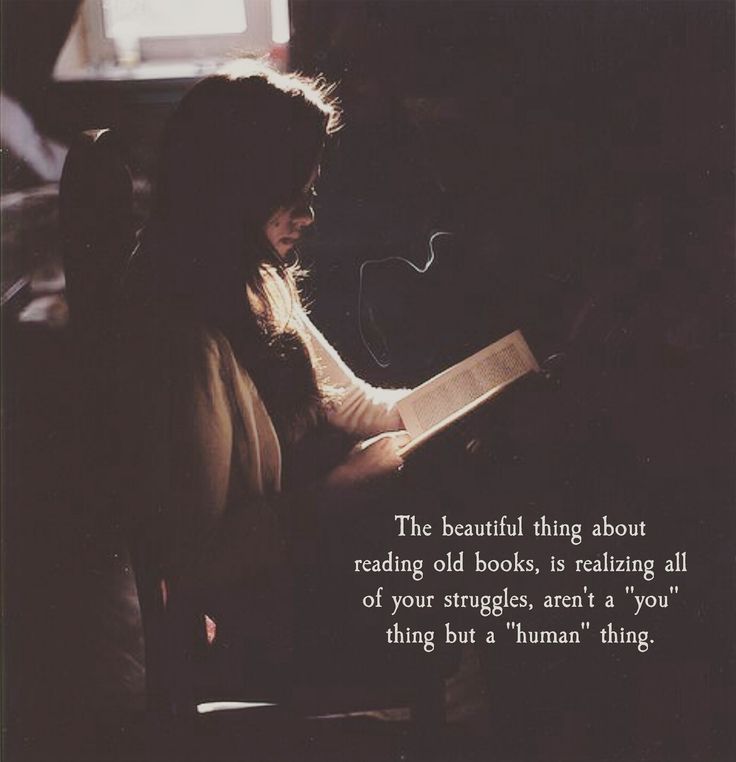 The beautiful thing about
reading old books, is realizing all
of your struggles, aren't a "you"
thing but a "human" thing.